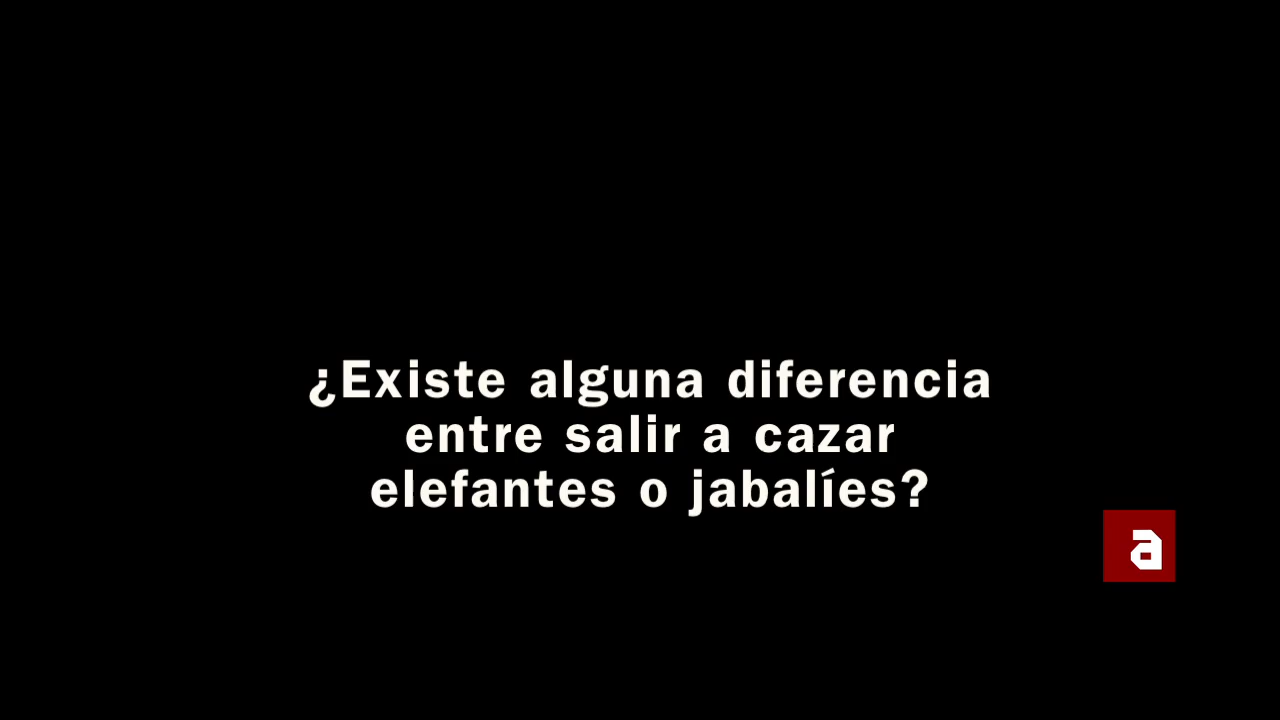 ¿Existe alguna diferencia
entre salir a cazar
elefantes o jabalíes?
a